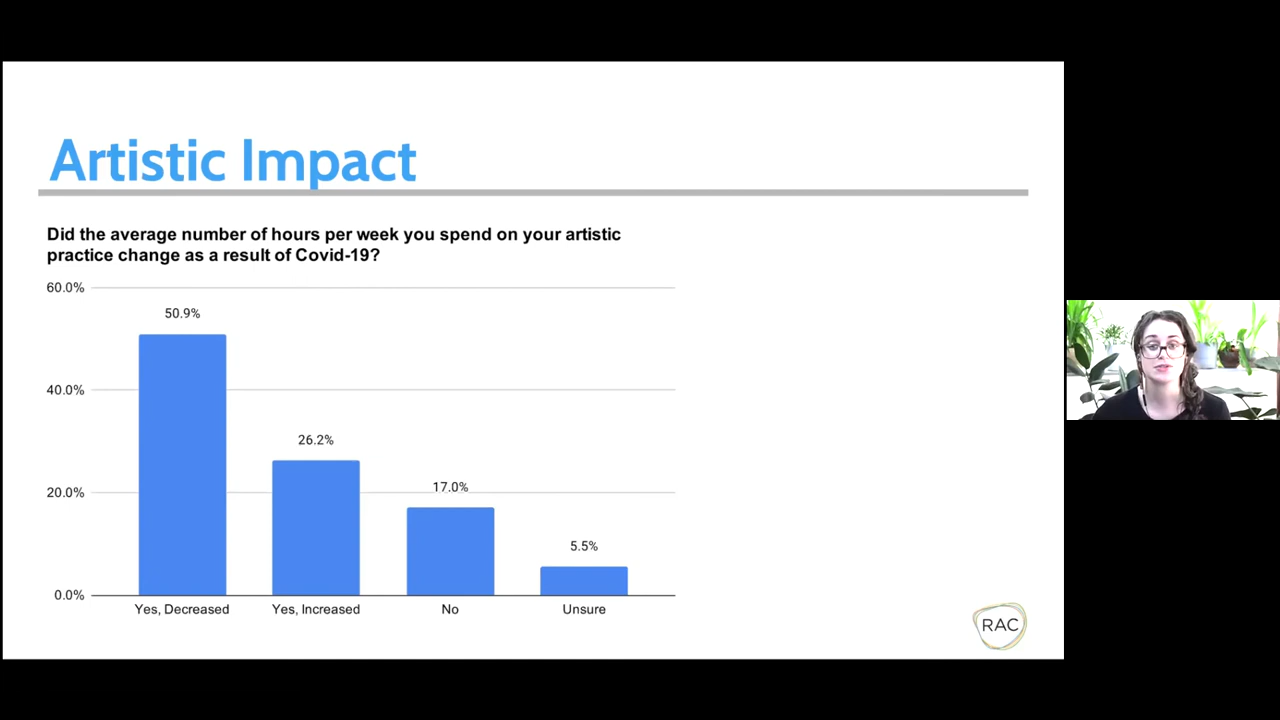 Artistic Impact
Did the average number of hours per week you spend on your artistic
practice change as a result of Covid-19?
60.0%
50.9%
40.0%
26.2%
20.0%
17.0%
5.5%
0.0%
Yes, Decreased
Yes, Increased
No
Unsure
RAC